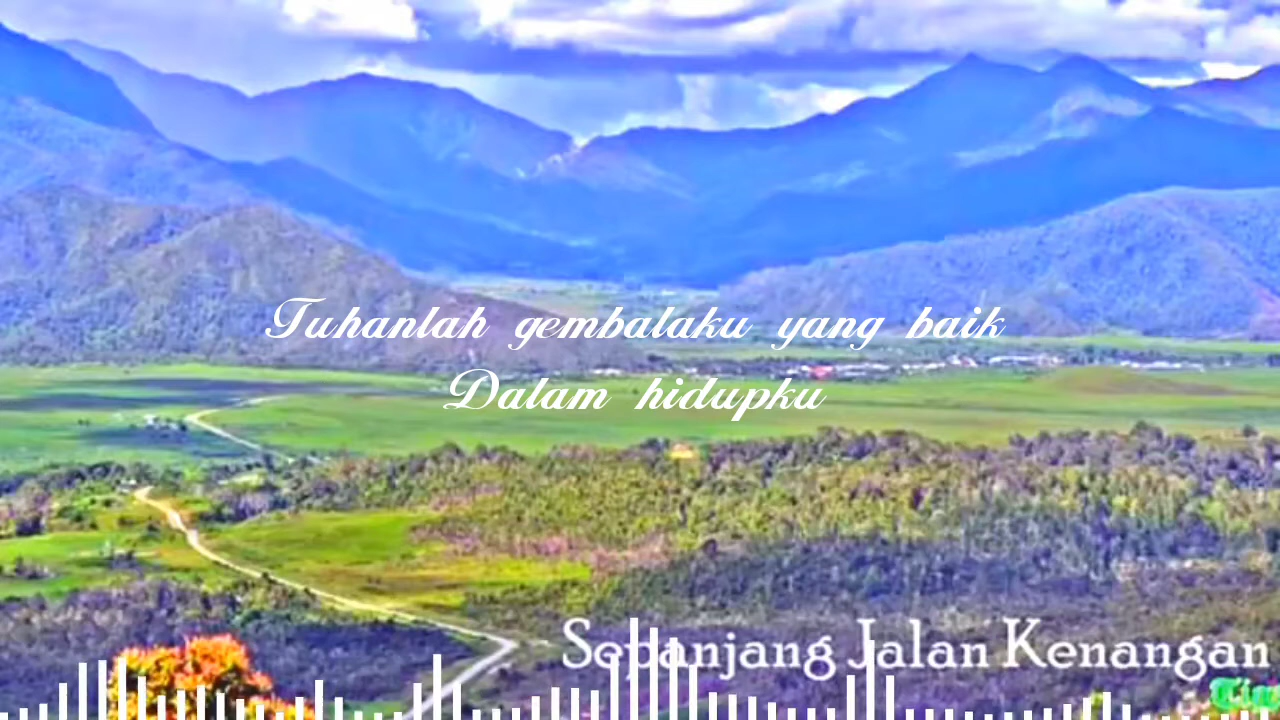 Tuhanlah gembalaku yang baik
Dalam hidupku
Sepanjang Jalan Kenangan